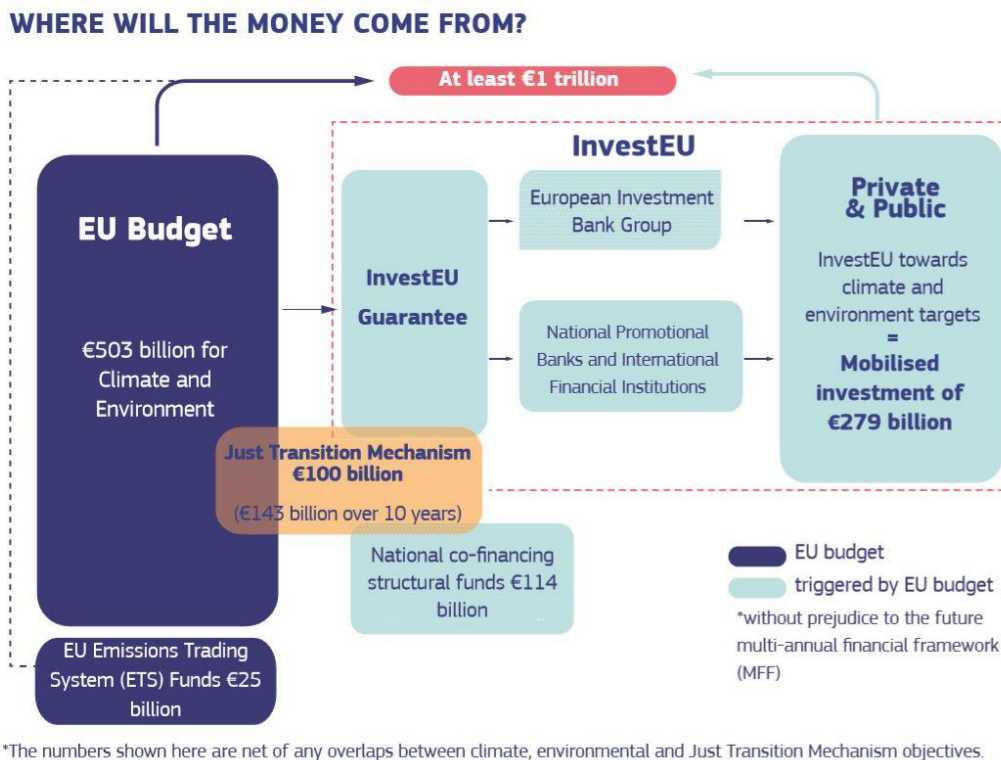 WHERE WILL THE MONEY COME FROM?
At least €1 trillion
InvestEU
EU Budget
€503 billion for
Climate and
Environment
InvestEU
Guarantee
European Investment
Bank Group
National Promotional
Banks and International
Financial Institutions
Private
& Public
InvestEU towards
climate and
environment targets
=
Mobilised
investment of
€279 billion
Just Transition Mechanism
€100 billion
(€143 billion over 10 years)
National co-financing
structural funds €114
billion
EU Emissions Trading
System (ETS) Funds €25
billion
EU budget
triggered by EU budget
*without prejudice to the future
multi-annual financial framework
(MFF)
*The numbers shown here are net of any overlaps between climate, environmental and Just Transition Mechanism objectives.